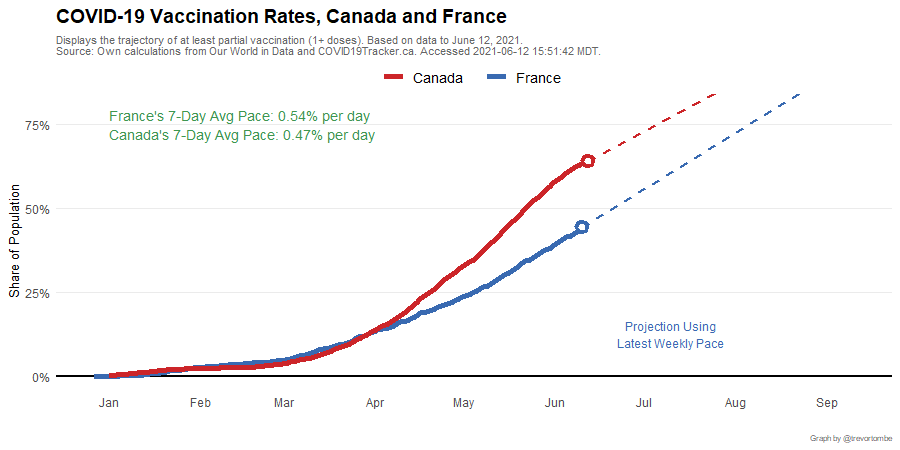 COVID-19 Vaccination Rates, Canada and France
Displays the trajectory of at least partial vaccination (1+ doses). Based on data to June 12, 2021.
Source: Own calculations from Our World in Data and COVID19Tracker.ca. Accessed 2021-06-12 15:51:42 MDT.
Canada France
France's 7-Day Avg Pace: 0.54% per day
Canada's 7-Day Avg Pace: 0.47% per day
75%
50%
25%
0%
Share of Population
Projection Using
Latest Weekly Pace
Jan Feb Mar Apr May Jun Jul Aug Sep
Graph by @trevortombe